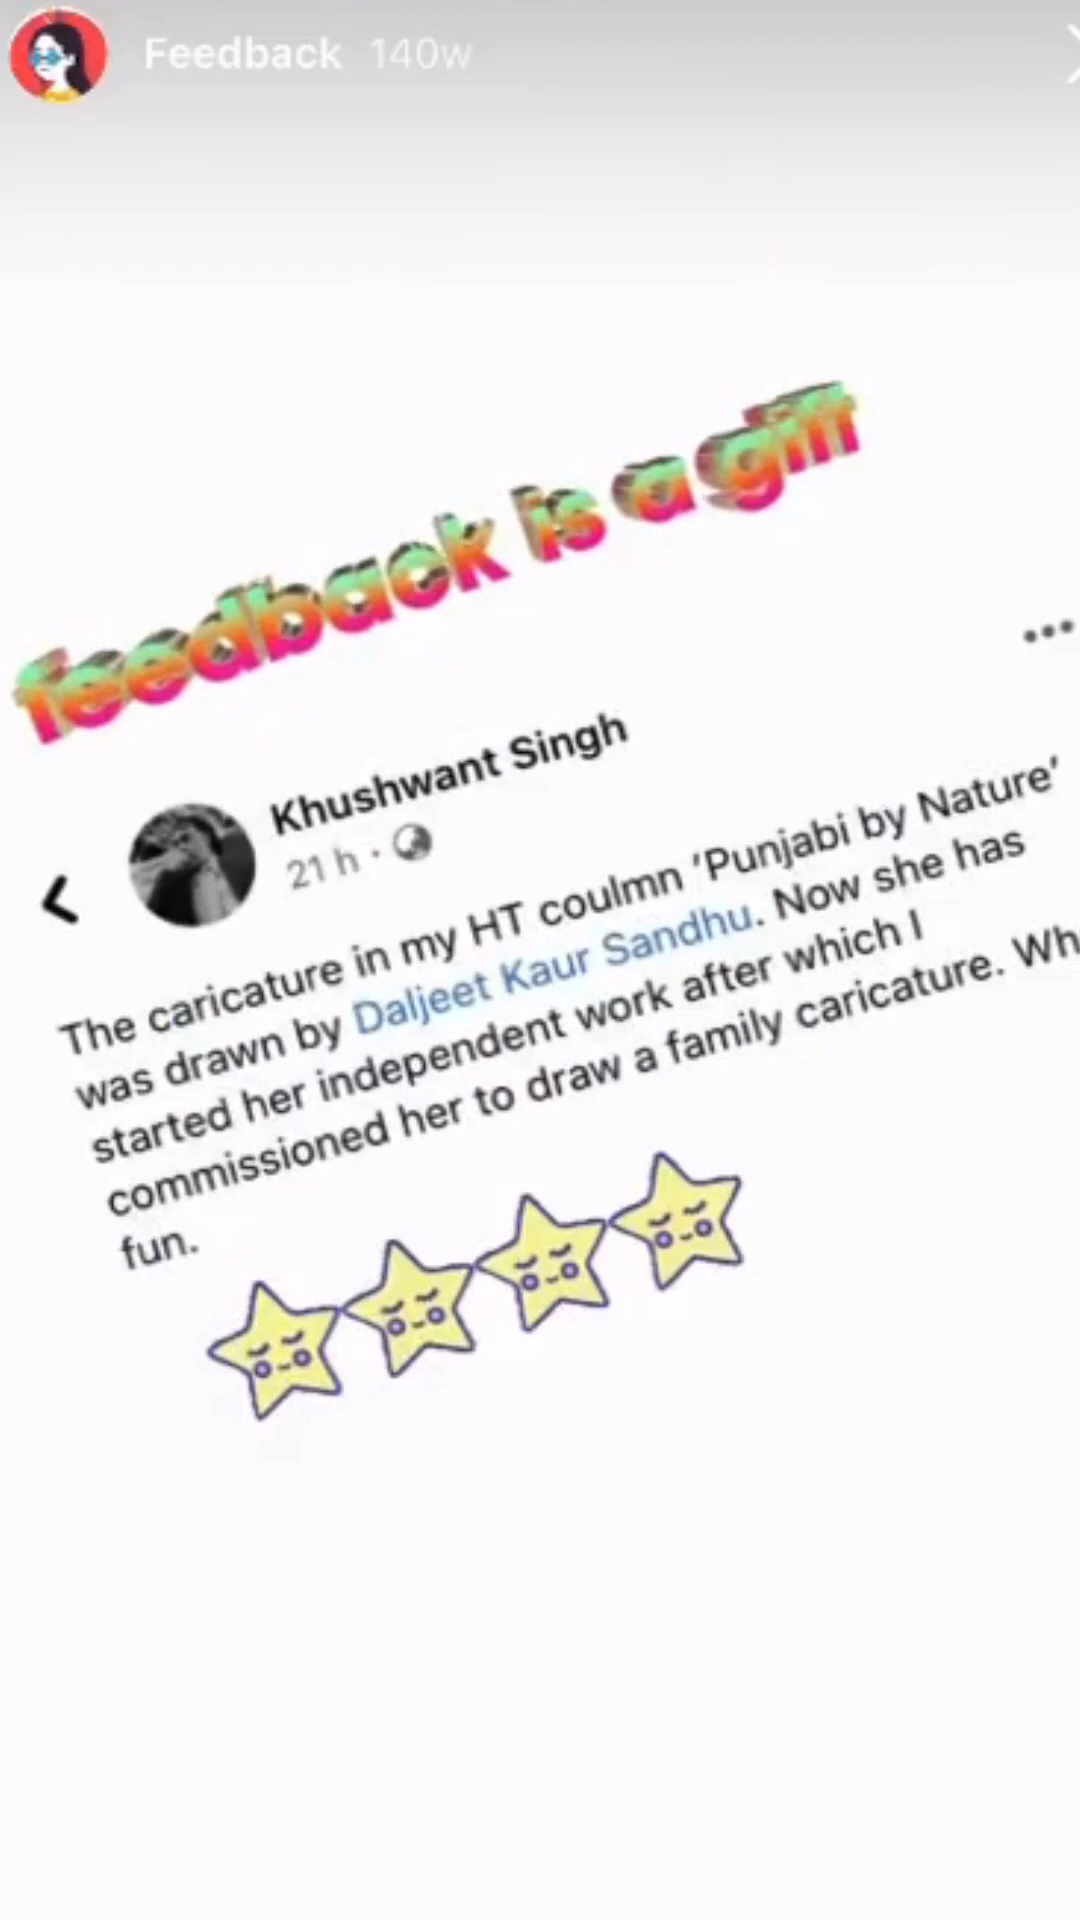 Feedback 140w
feedback is a gift
Khushwant Singh
21 h ·
The caricature in my HT coulmn 'Punjabi by Nature'
was drawn by Daljeet Kaur Sandhu. Now she has
started her independent work after which I
commissioned her to draw a family caricature.
fun.